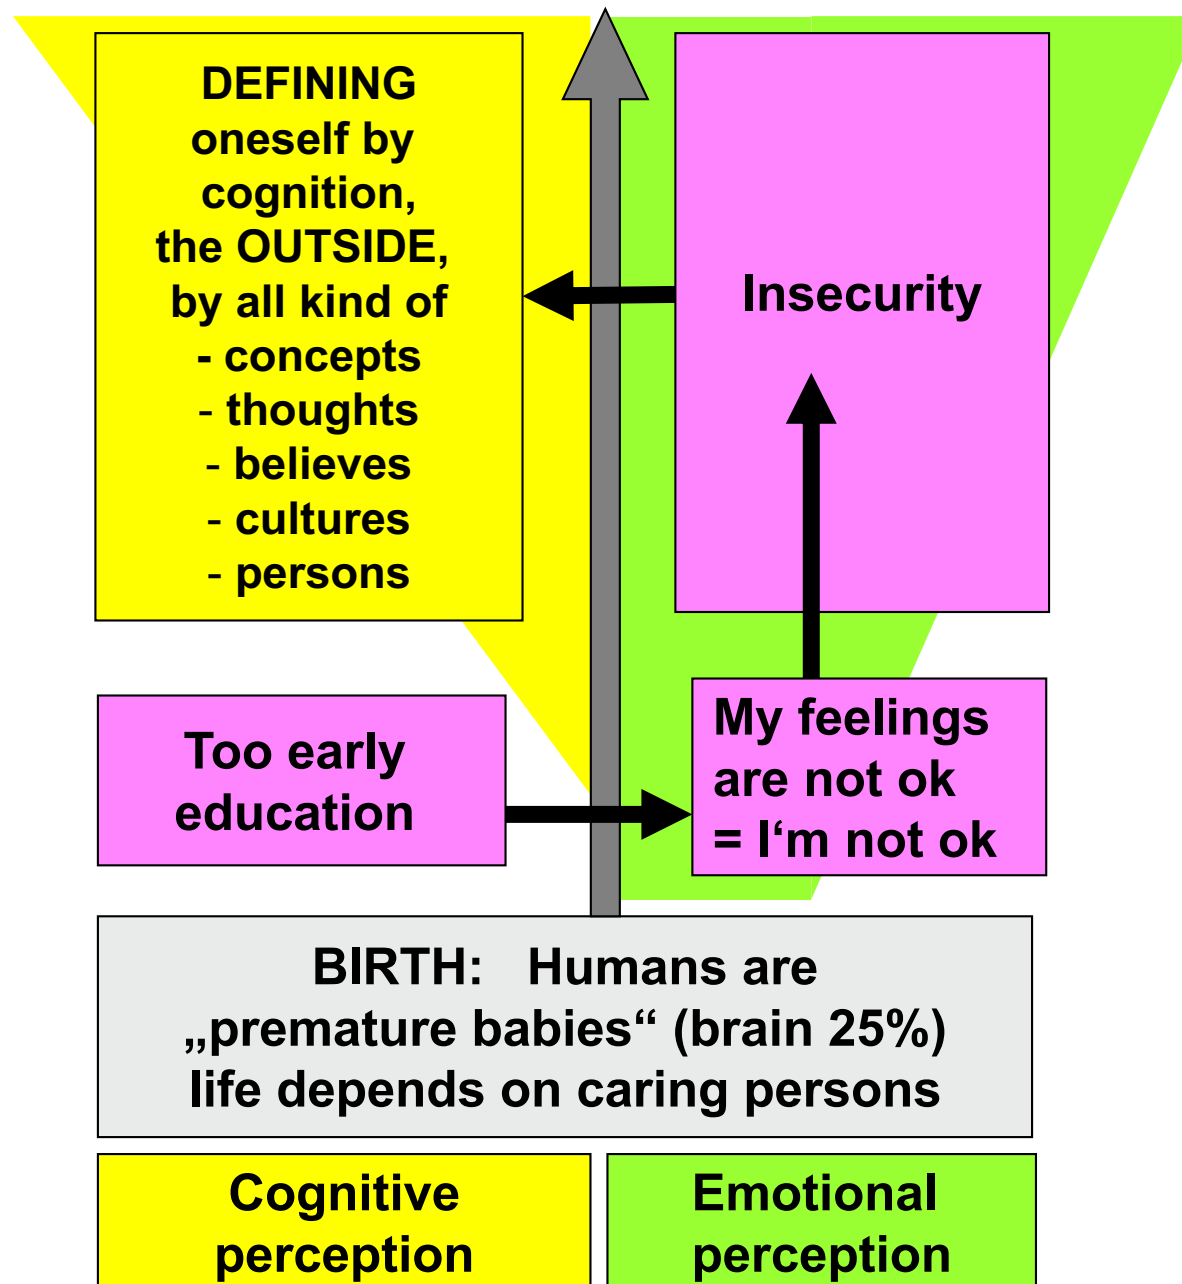 DEFINING
oneself by
cognition,
the OUTSIDE,
by all kind of
- concepts
- thoughts
- believes
- cultures
- persons
Insecurity
Too early
education
My feelings
are not ok
= I‘m not ok
BIRTH: Humans are
„premature babies“ (brain 25%)
life depends on caring persons
Cognitive
perception
Emotional
perception